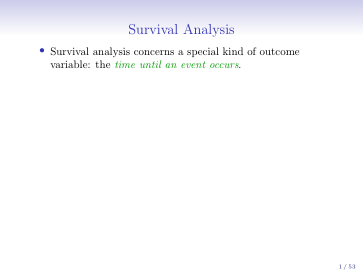 Survival Analysis
• Survival analysis concerns a special kind of outcome
variable: the time until an event occurs.
1 / 53